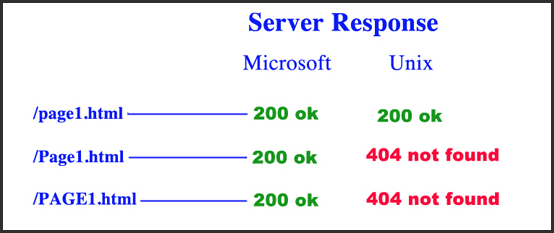 Server Response
Microsoft Unix
/page1.html 200 ok 200 ok
/Page1.html 200 ok 404 not found
/PAGE1.html 200 ok 404 not found